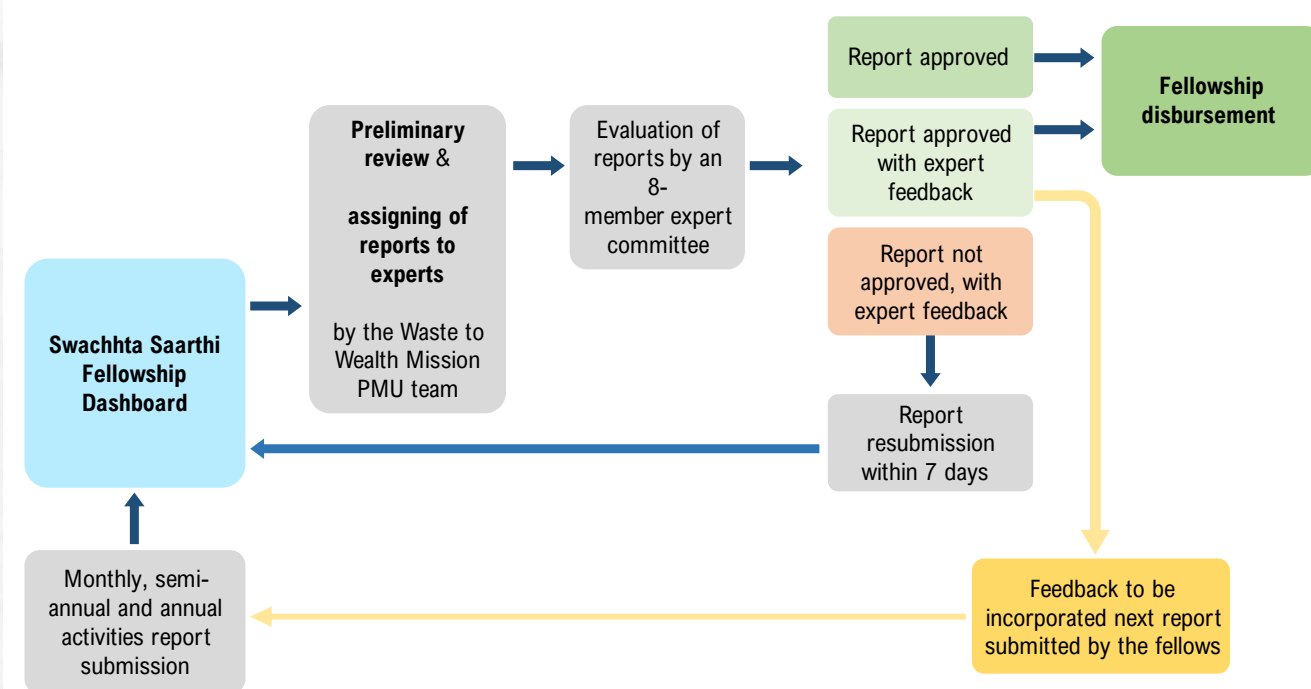 Swachhta Saarthi
Fellowship
Dashboard
Monthly, semi-
annual and annual
activities report
submission
Preliminary
review &
assigning of
reports to
experts
by the Waste to
Wealth Mission
PMU team
Evaluation of
reports by an
8-
member expert
committee
Report approved
Report approved
with expert
feedback
Report not
approved, with
expert feedback
Report
resubmission
within 7 days
Fellowship
disbursement
Feedback to be
incorporated next report
submitted by the fellows